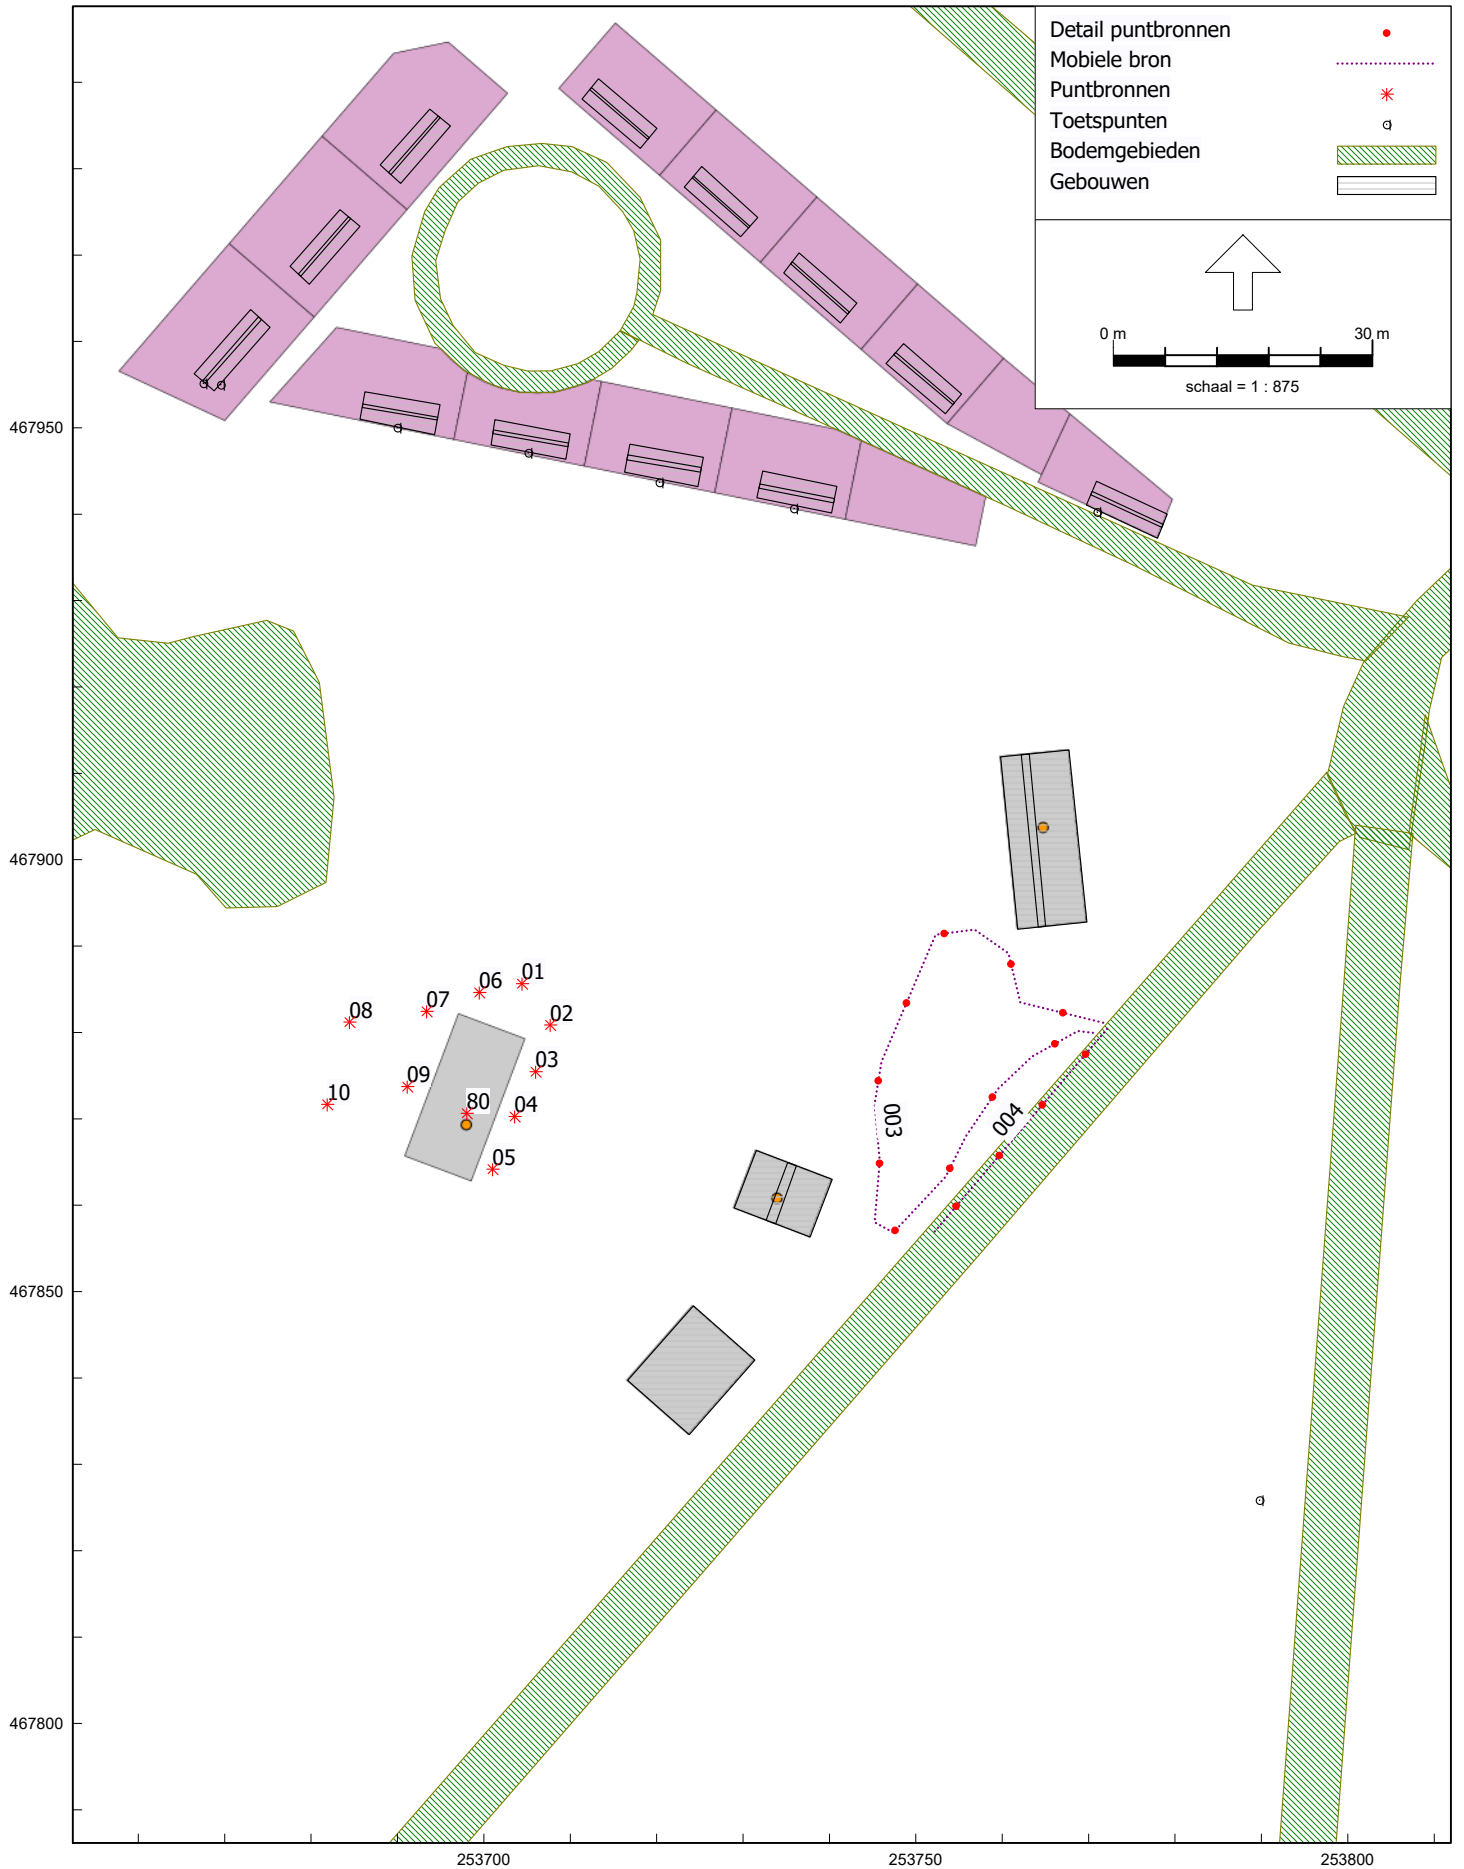 Detail puntbronnen
Mobiele bron
Puntbronnen
Toetspunten
Bodemgebieden
Gebouwen
0 m 30 m
schaal = 1 : 875
467950
467900
01
06
07
08
02
03
09
10
80
04
05
003
004
467850
467800
253700 253750 253800